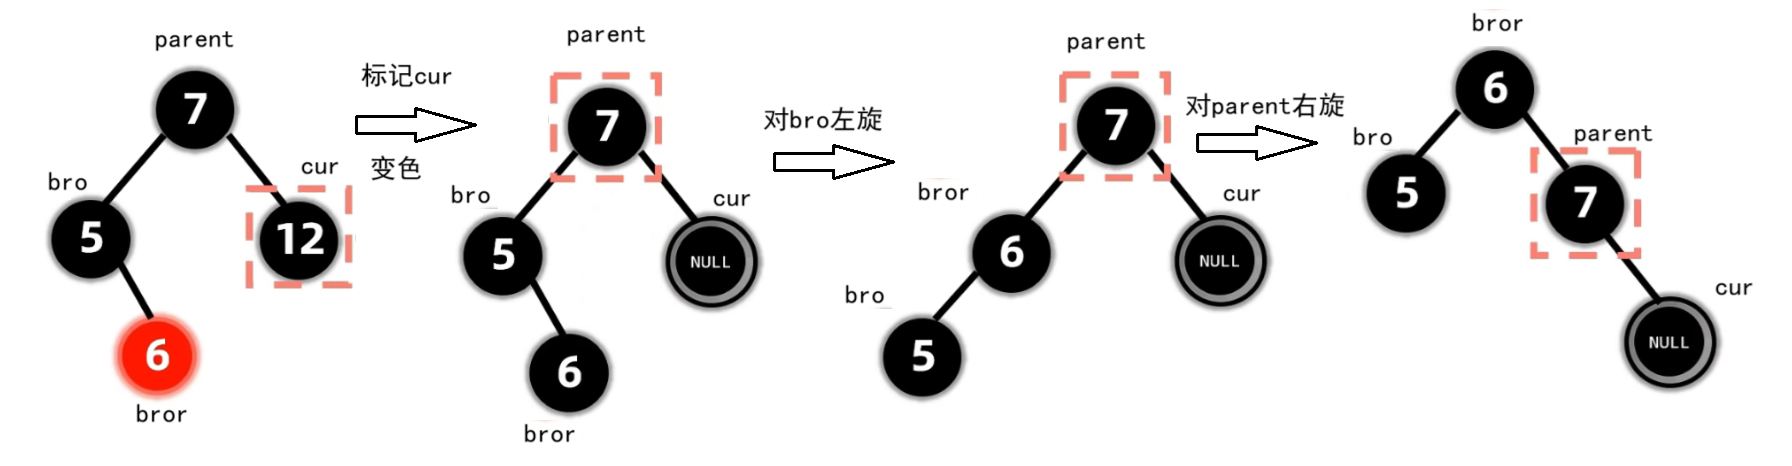 parent
7
bro
5
cur
12
6
bror
标记cur
变色
parent
7
bro
5
cur
NULL
6
bror
对bro左旋
parent
7
bror
6
cur
NULL
bro
5
对parent右旋
bror
6
bro
5
parent
7
cur
NULL